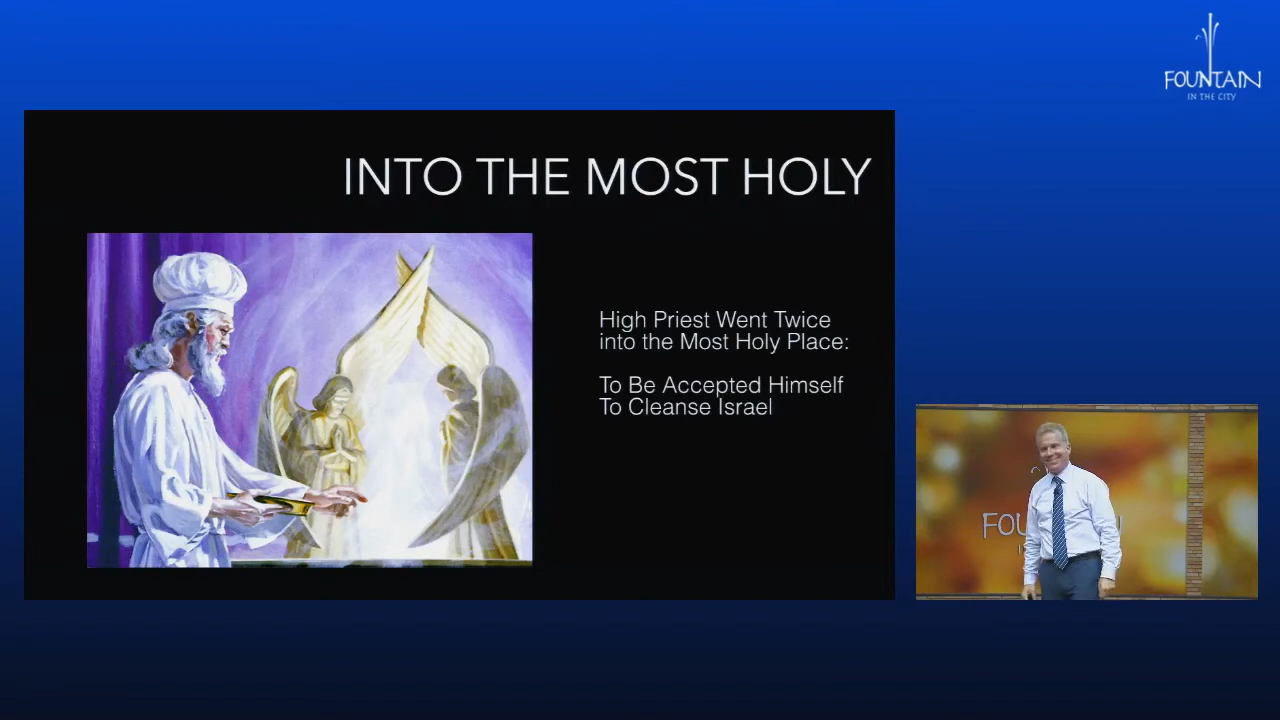 FOUNTAIN
IN THE CITY
INTO THE MOST HOLY
High Priest Went Twice
into the Most Holy Place:
To Be Accepted Himself
To Cleanse Israel
FOU